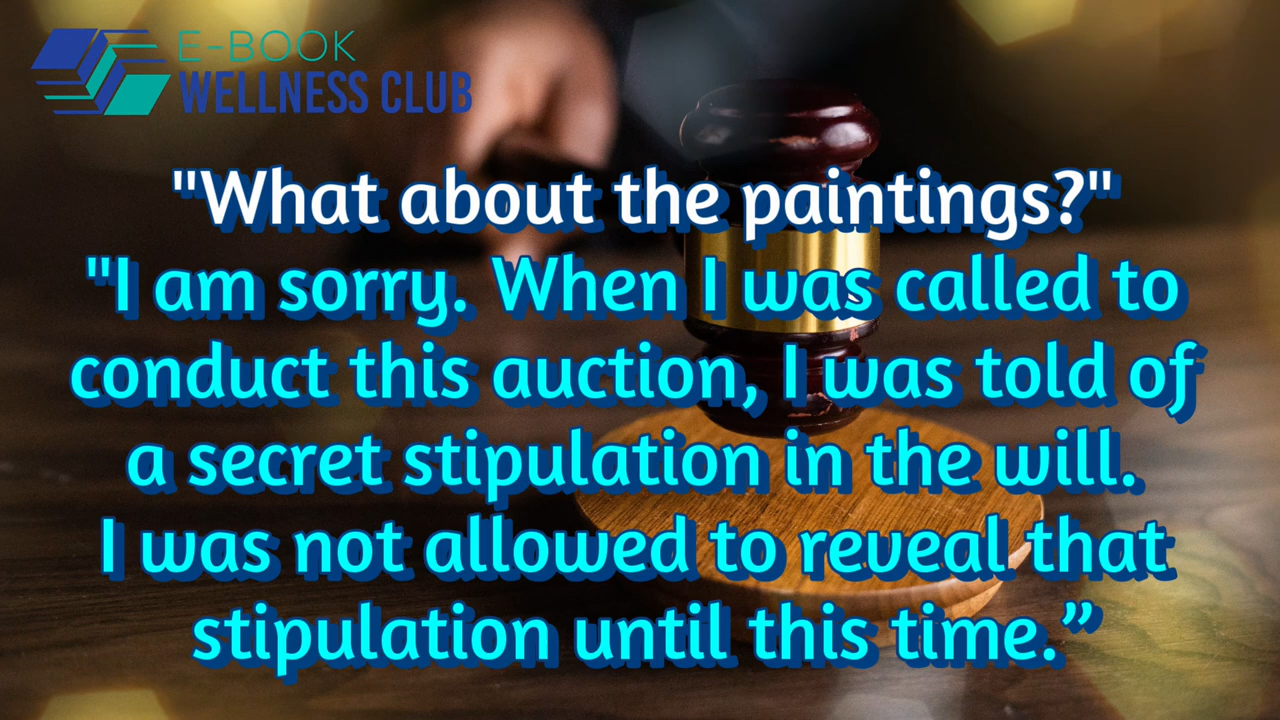 E-BOOK
WELLNESS CLUB
"What about the paintings?"
"I am sorry. When I was called to
conduct this auction, I was told of
a secret stipulation in the will.
I was not allowed to reveal that
stipulation until this time.”